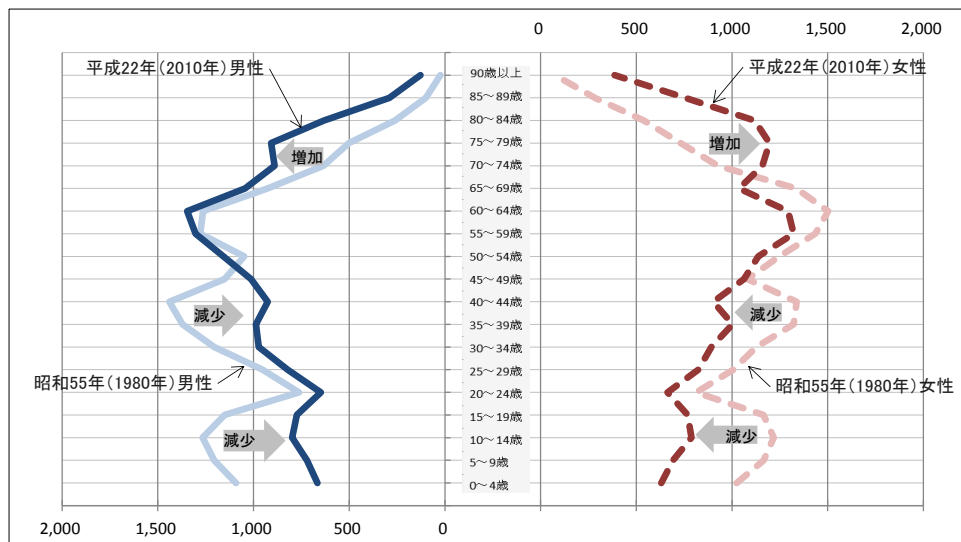 0 500 1,000 1,500 2,000
平成22年(2010年)男性
90歳以上
平成22年(2010年)女性
85～89歳
80～84歳
75～79歳
増加
増加
70～74歳
65～69歳
60～64歳
55～59歳
50～54歳
45～49歳
40～44歳
減少
減少
35～39歳
30～34歳
昭和55年(1980年)男性
25～29歳
昭和55年(1980年)女性
20～24歳
15～19歳
減少
10～14歳
減少
5～9歳
0～4歳
2,000 1,500 1,000 500 0